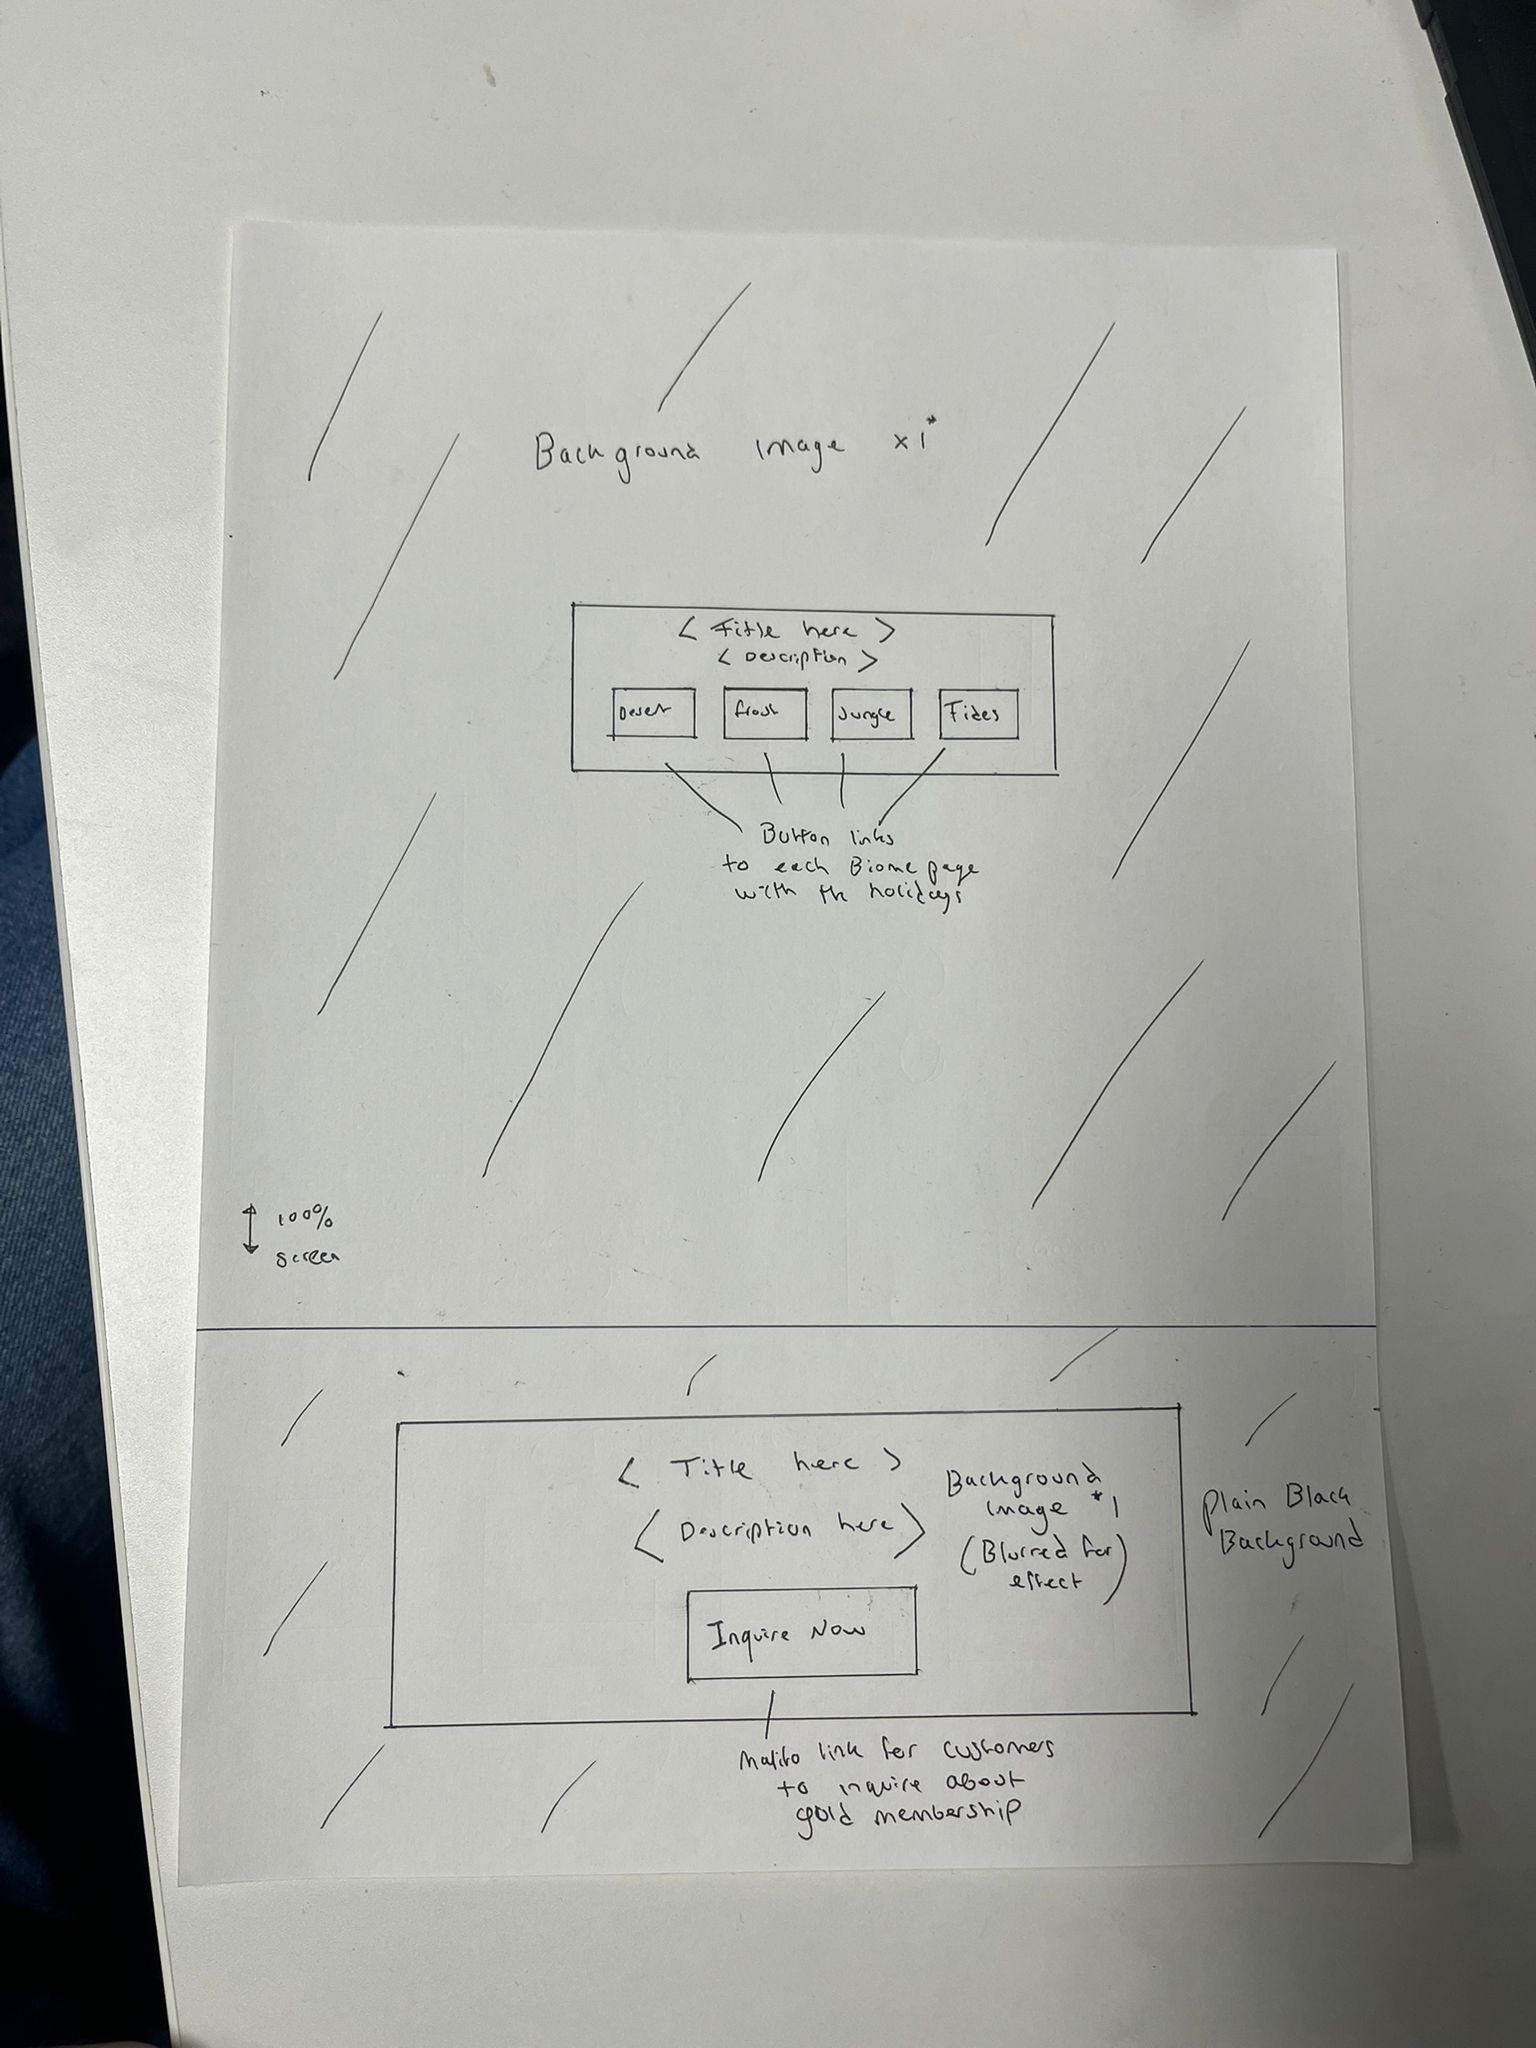 Background image x1*
< Title here >
< Description >
Desert
frost
Jungle
Tides
Button links
to each Biome page
with the holidays
100%
screen
< Title here >
< Description here >
Background
image *1
(Blurred for
effect)
Inquire Now
Plain Black
Background
Mailto link for customers
to inquire about
gold membership